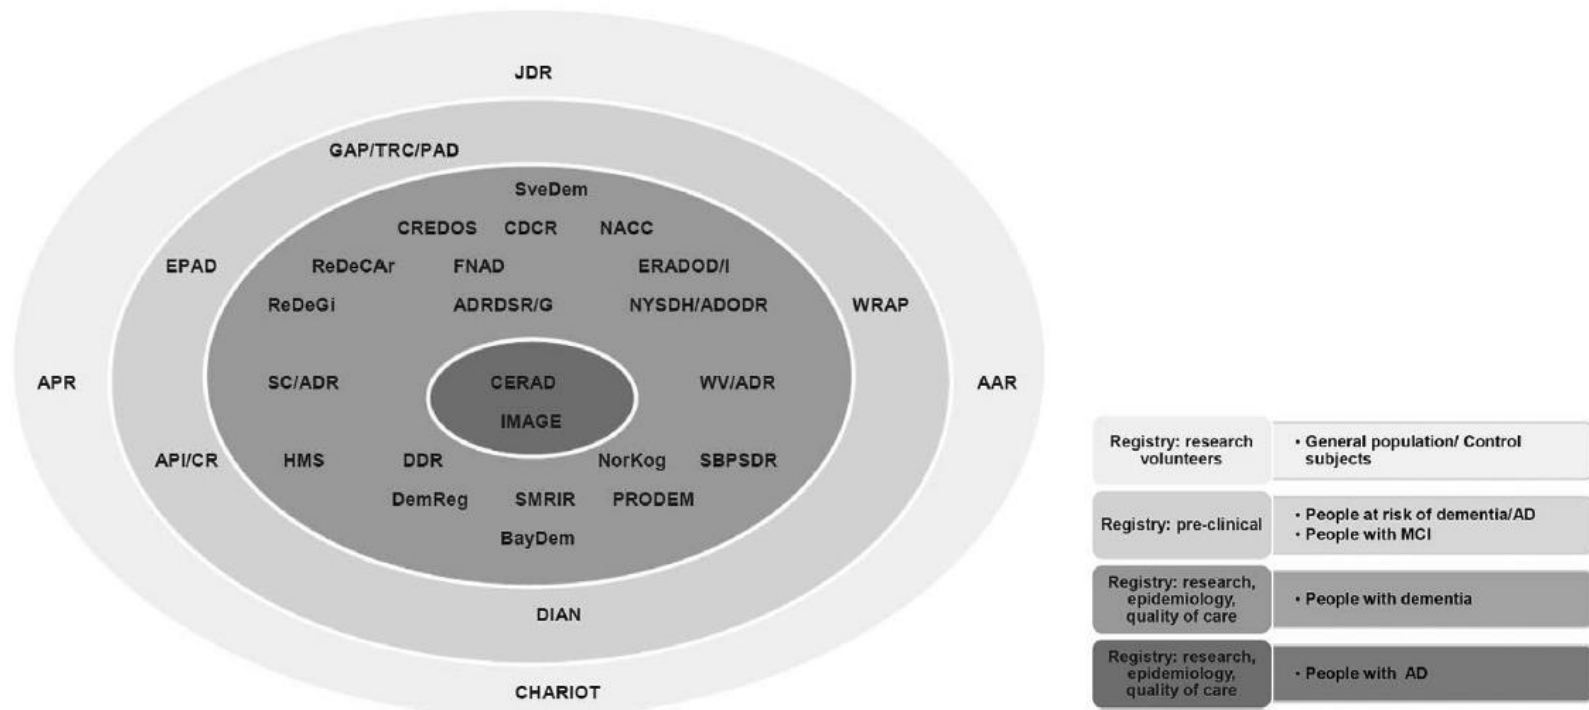 JDR
GAP/TRC/PAD
SveDem
CREDOS CDCR NACC
EPAD ReDeCAr FNAD ERADOD/I
ReDeGi ADRDSR/G NYSDH/ADODR WRAP
APR SC/ADR CERAD WV/ADR AAR
IMAGE
API/CR HMS DDR NorKog SBPSDR
DemReg SMRIR PRODEM
BayDem
DIAN
CHARIOT
Registry: research
volunteers
• General population/ Control
subjects
Registry: pre-clinical
• People at risk of dementia/AD
• People with MCI
Registry: research,
epidemiology,
quality of care
• People with dementia
Registry: research,
epidemiology,
quality of care
• People with AD